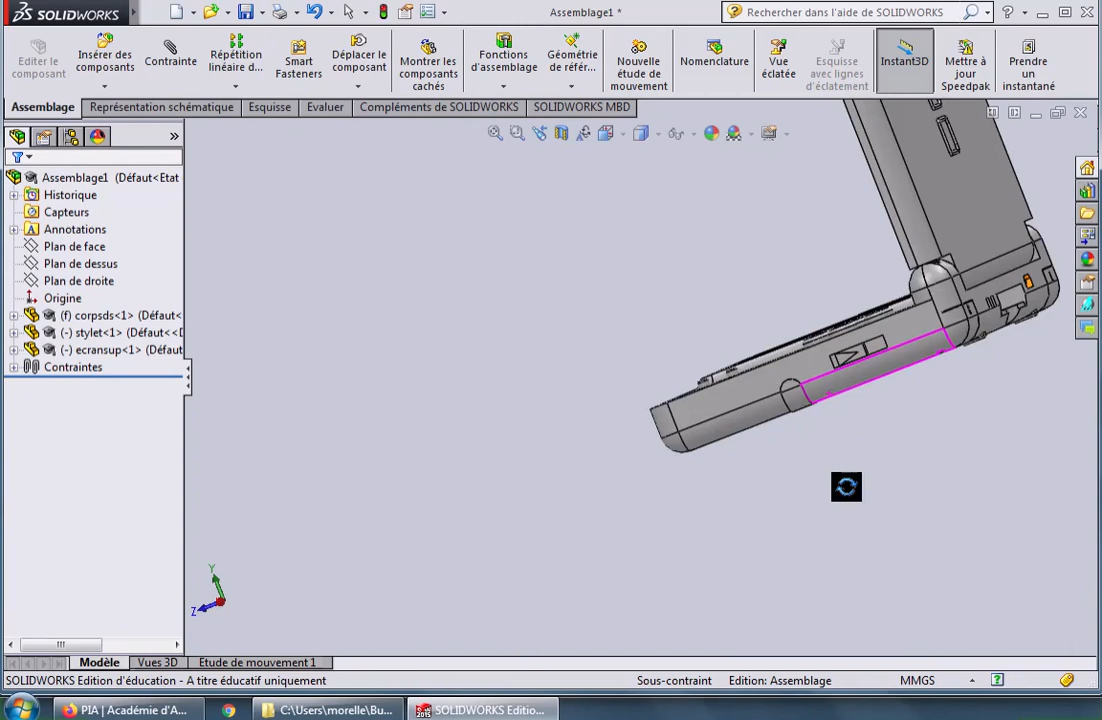 SOLIDWORKS
Assemblage1 *
Rechercher dans l'aide de SOLIDWORKS
Editer le composant
Insérer des composants
Contrainte
Répétition linéaire d...
Smart Fasteners
Déplacer le composant
Montrer les composants cachés
Fonctions d'assemblage
Géométrie de référ...
Nouvelle étude de mouvement
Nomenclature
Vue éclatée
Esquisse avec lignes d'éclatement
Instant3D
Mettre à jour Speedpak
Prendre un instantané
Assemblage
Représentation schématique
Esquisse
Evaluer
Compléments de SOLIDWORKS
SOLIDWORKS MBD
Assemblage1 (Défaut<Etat
Historique
Capteurs
Annotations
Plan de face
Plan de dessus
Plan de droite
Origine
(f) corpsds<1> (Défaut<
(-) stylet<1> (Défaut<<D
(-) ecransup<1> (Défaut
Contraintes
Y
Z
Modèle
Vues 3D
Etude de mouvement 1
SOLIDWORKS Edition d'éducation - A titre éducatif uniquement
Sous-contraint
Edition: Assemblage
MMGS
PIA | Académie d'A...
C:\Users\morelle\Bu...
SOLIDWORKS Editio...